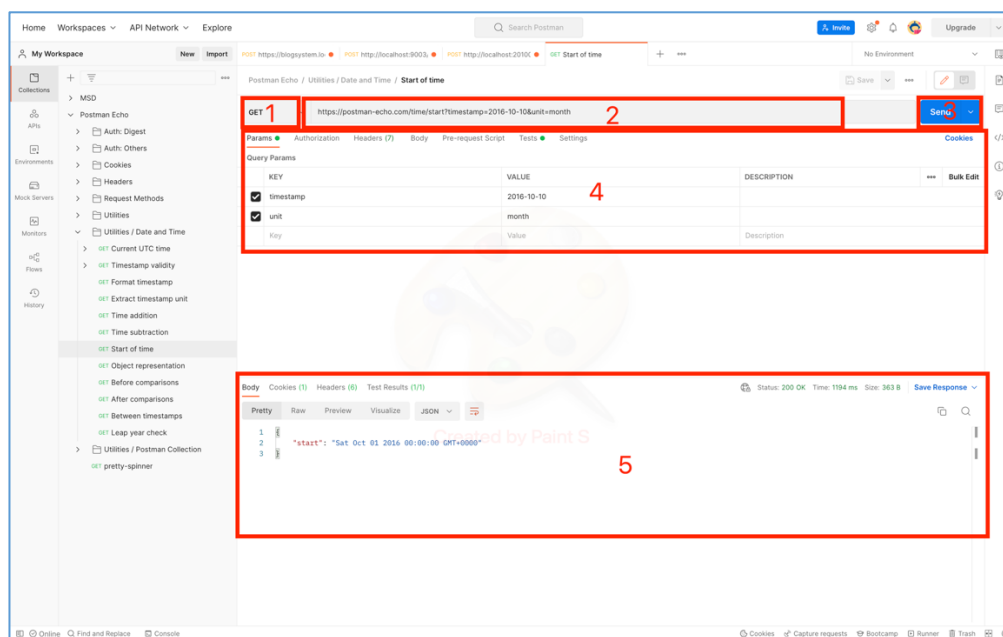 Home Workspaces API Network Explore Search Postman Invite Upgrade
My Workspace New Import POST https://blogsystem.lo POST http://localhost:9003, POST http://localhost:2010( GET Start of time No Environment
Collections
APIs
Environments
Mock Servers
Monitors
Flows
History
MSD
Postman Echo
Auth: Digest
Auth: Others
Cookies
Headers
Request Methods
Utilities
Utilities / Date and Time
GET Current UTC time
GET Timestamp validity
GET Format timestamp
GET Extract timestamp unit
GET Time addition
GET Time subtraction
GET Start of time
GET Object representation
GET Before comparisons
GET After comparisons
GET Between timestamps
GET Leap year check
Utilities / Postman Collection
GET pretty-spinner
Postman Echo / Utilities / Date and Time / Start of time Save
GET 1 https://postman-echo.com/time/start?timestamp=2016-10-10&unit=month 2 Send 3
Params Authorization Headers (7) Body Pre-request Script Tests Settings Cookies
Query Params
KEY VALUE DESCRIPTION Bulk Edit
timestamp 2016-10-10
4
unit month
Key Value Description
Body Cookies (1) Headers (6) Test Results (1/1) Status: 200 OK Time: 1194 ms Size: 363 B Save Response
Pretty Raw Preview Visualize JSON
1 {
2 "start": "Sat Oct 01 2016 00:00:00 GMT+0000"
3 }
Created by Paint S
5
Online Find and Replace Console Cookies Capture requests Bootcamp Runner Trash